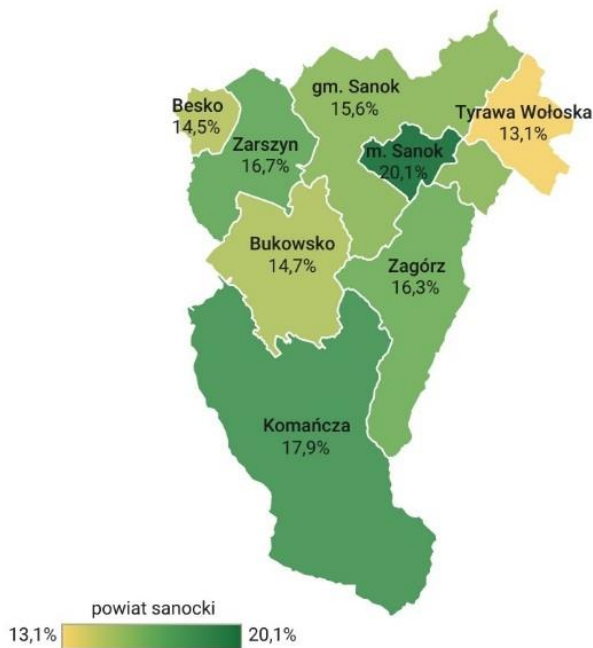 gm. Sanok
15,6%
Besko
14,5%
Tyrawa Wołoska
13,1%
Zarszyn
16,7%
m. Sanok
20,1%
Bukowsko
14,7%
Zagórz
16,3%
Komańcza
17,9%
powiat sanocki
13,1% 20,1%